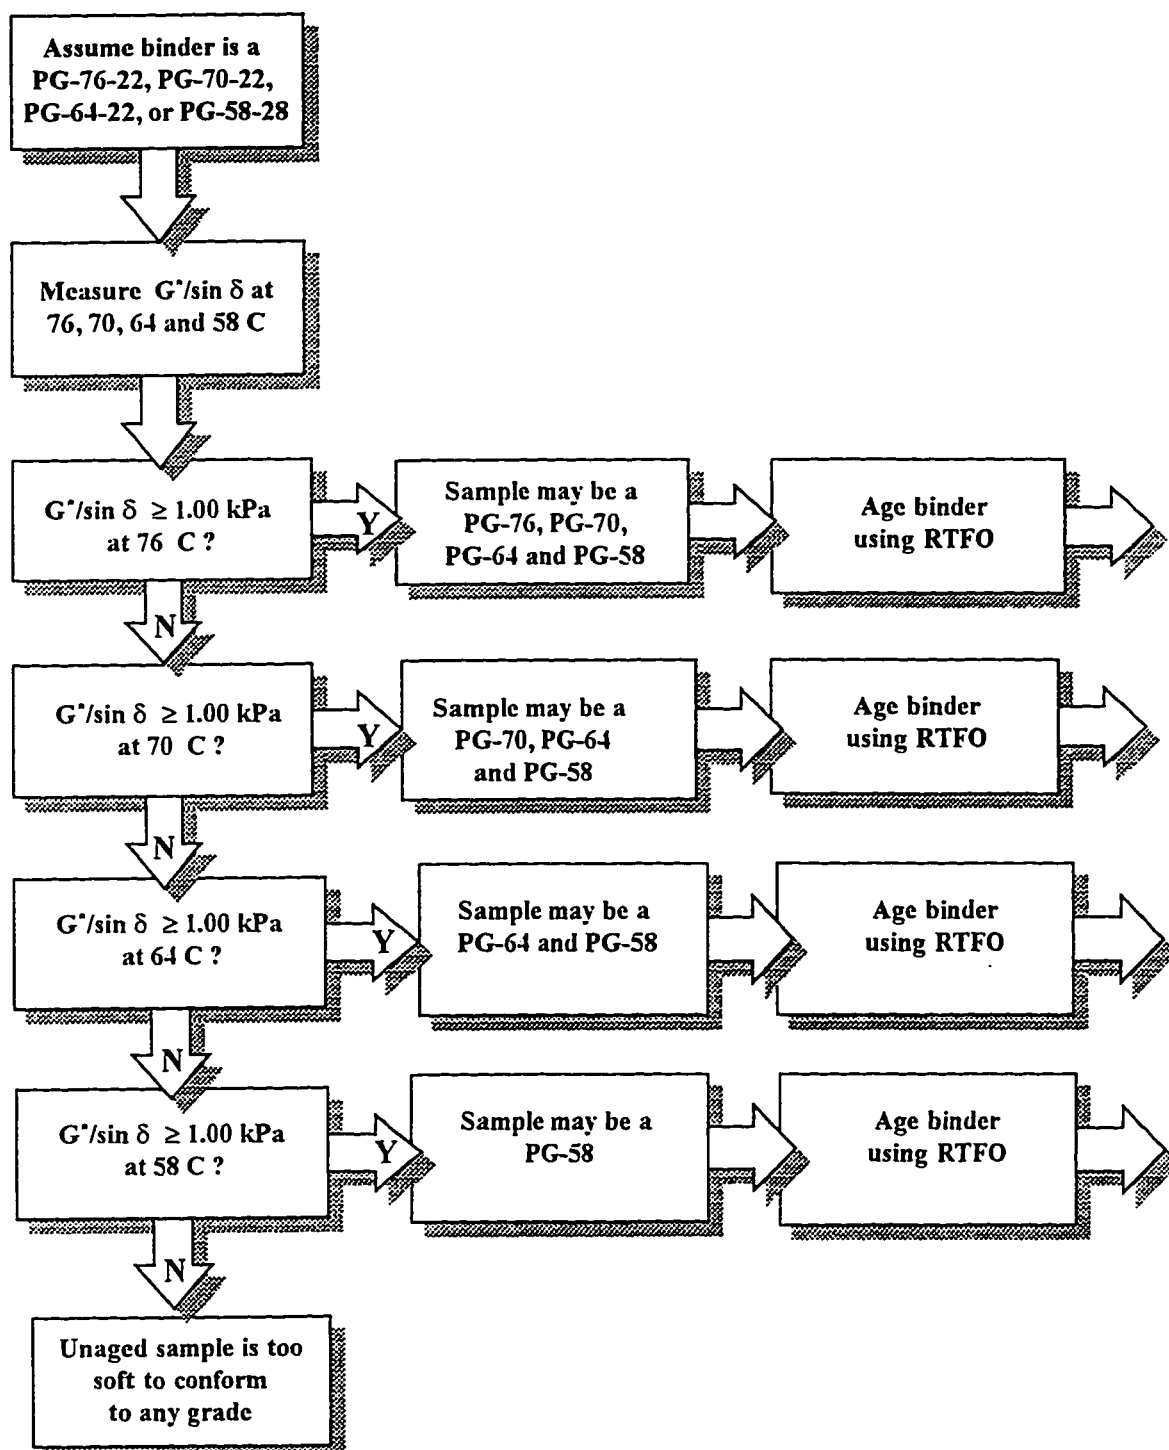 Assume binder is a
PG-76-22, PG-70-22,
PG-64-22, or PG-58-28
Measure G*/sin δ at
76, 70, 64 and 58 C
G*/sin δ ≥ 1.00 kPa
at 76 C ?
Y
Sample may be a
PG-76, PG-70,
PG-64 and PG-58
Age binder
using RTFO
N
G*/sin δ ≥ 1.00 kPa
at 70 C ?
Y
Sample may be a
PG-70, PG-64
and PG-58
Age binder
using RTFO
N
G*/sin δ ≥ 1.00 kPa
at 64 C ?
Y
Sample may be a
PG-64 and PG-58
Age binder
using RTFO
N
G*/sin δ ≥ 1.00 kPa
at 58 C ?
Y
Sample may be a
PG-58
Age binder
using RTFO
N
Unaged sample is too
soft to conform
to any grade